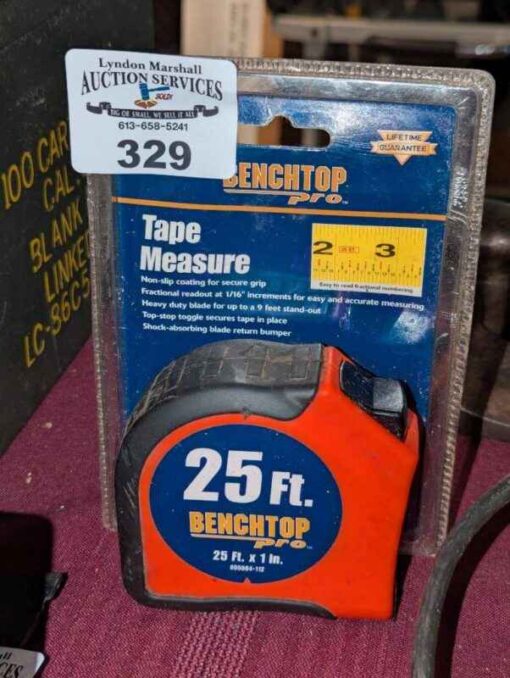 Lyndon Marshall
AUCTION SERVICES
SOLD!
BIG OR SMALL, WE SELL IT ALL
613-658-5241
329
100 CAR
CAL
BLANK
LINKE
LC-86C
LIFETIME
GUARANTEE
BENCHTOP
pro
Tape
Measure
2 3
Easy to read fractional numbering
Non-slip coating for secure grip
Fractional readout at 1/16" increments for easy and accurate measuring
Heavy duty blade for up to a 9 feet stand-out
Top-stop toggle secures tape in place
Shock-absorbing blade return bumper
25 Ft.
BENCHTOP
pro
25 Ft. x 1 In.